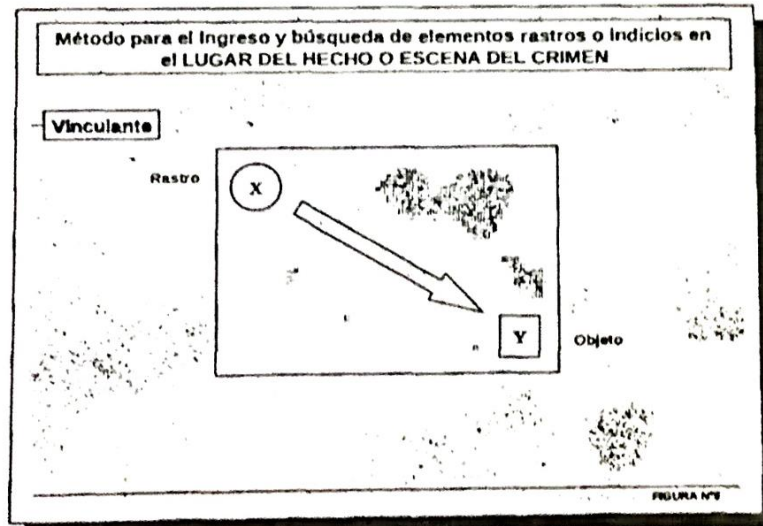 Método para el Ingreso y búsqueda de elementos rastros o indicios en
el LUGAR DEL HECHO O ESCENA DEL CRIMEN
Vinculante
Rastro
X
Y
Objeto
FIGURA